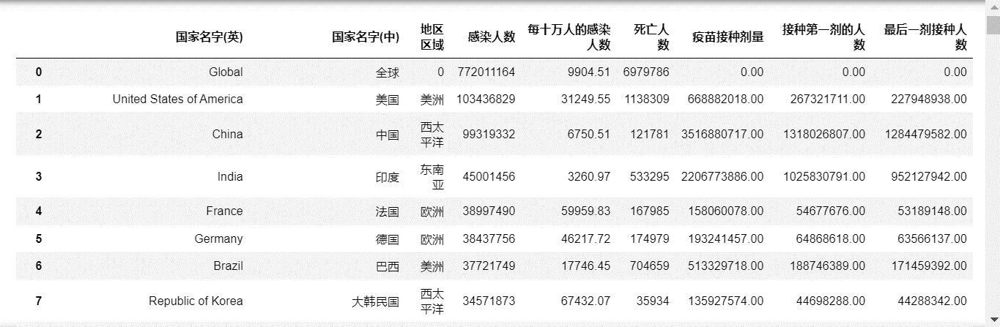 国家名字(英) 国家名字(中) 地区区域 感染人数 每十万人的感染人数 死亡人数 疫苗接种剂量 接种第一剂的人数 最后一剂接种人数
0 Global 全球 0 772011164 9904.51 6979786 0.00 0.00 0.00
1 United States of America 美国 美洲 103436829 31249.55 1138309 668882018.00 267321711.00 227948938.00
2 China 中国 西太平洋 99319332 6750.51 121781 3516880717.00 1318026807.00 1284479582.00
3 India 印度 东南亚 45001456 3260.97 533295 2206773886.00 1025830791.00 952127942.00
4 France 法国 欧洲 38997490 59959.83 167985 158060078.00 54677676.00 53189148.00
5 Germany 德国 欧洲 38437756 46217.72 174979 193241457.00 64868618.00 63566137.00
6 Brazil 巴西 美洲 37721749 17746.45 704659 513329718.00 188746389.00 171459392.00
7 Republic of Korea 大韩民国 西太平洋 34571873 67432.07 35934 135927574.00 44698288.00 44288342.00